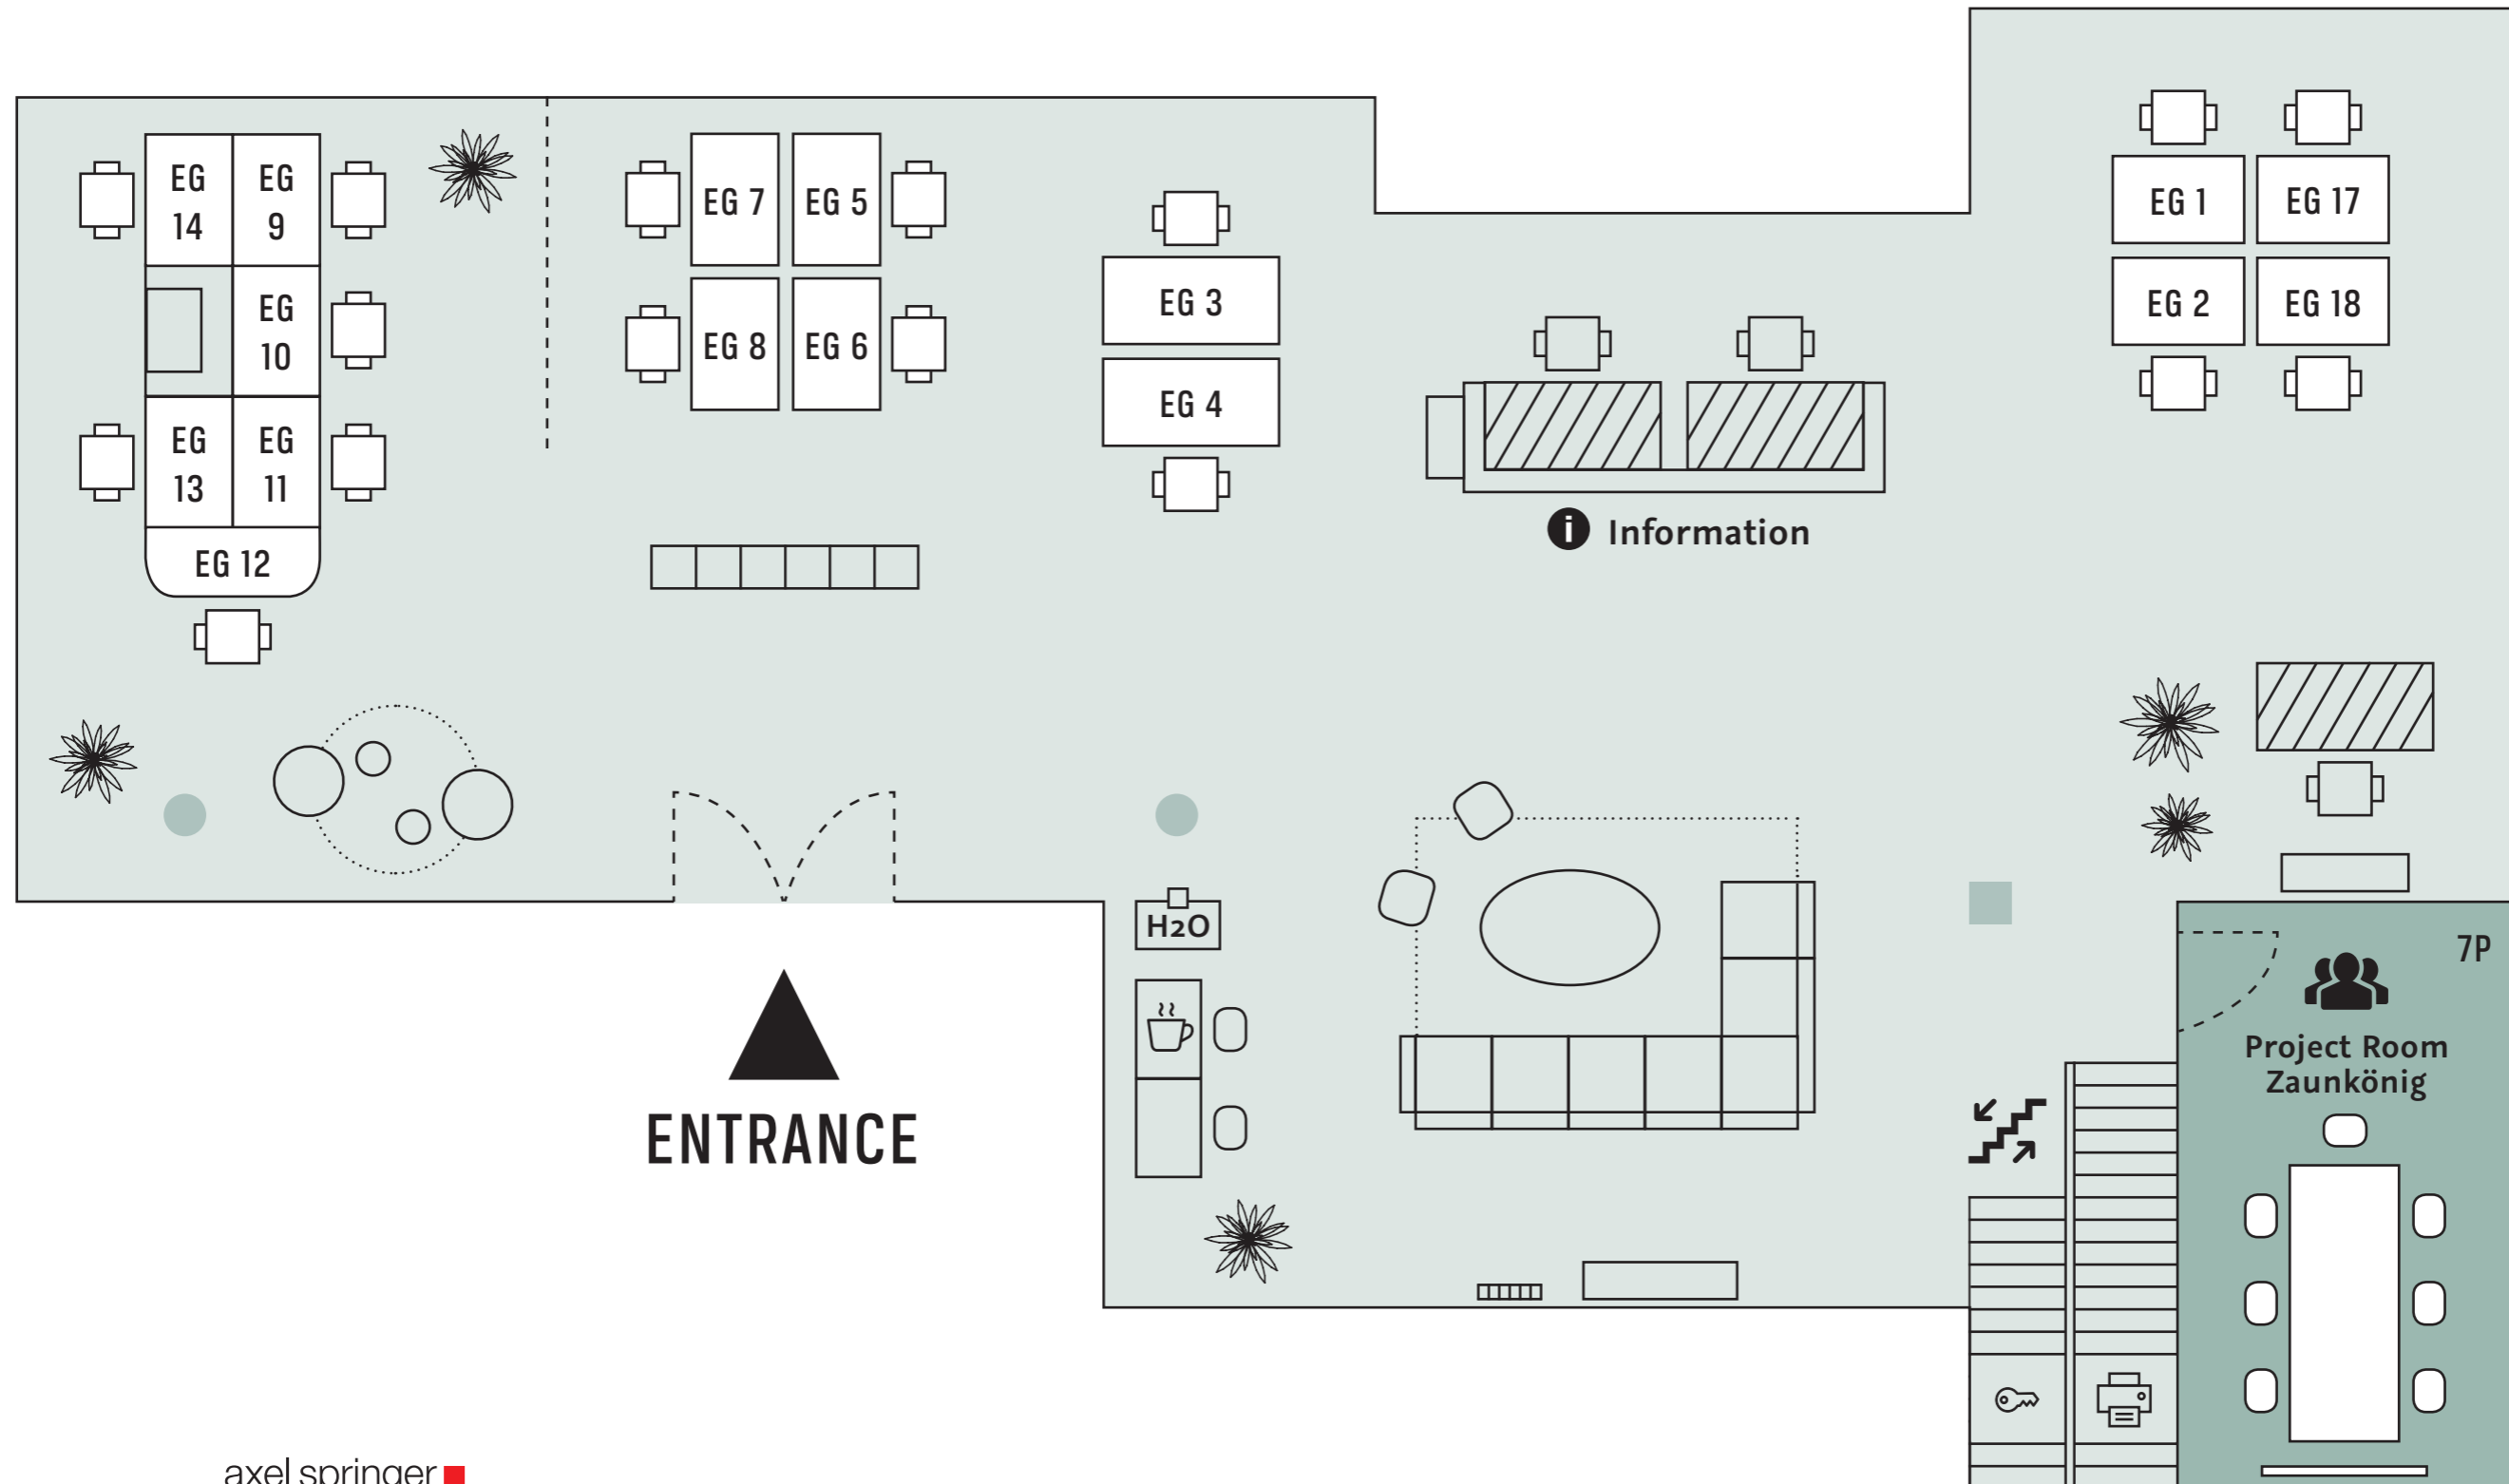 EG
14
EG
9
EG
10
EG
13
EG
11
EG 12
EG 7
EG 5
EG 8
EG 6
EG 3
EG 4
EG 1
EG 17
EG 2
EG 18
i Information
H2O
7P
Project Room
Zaunkönig
ENTRANCE
axel springer